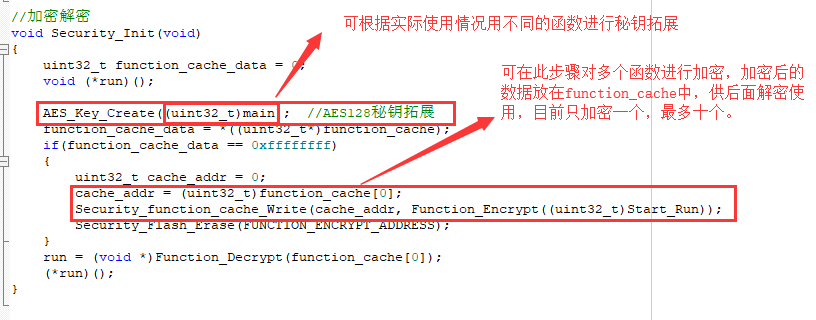 //加密解密
void Security_Init(void)
{
uint32_t function_cache_data = 0;
void (*run)();
AES_Key_Create((uint32_t)main); //AES128秘钥拓展
function_cache_data = *((uint32_t*)function_cache);
if(function_cache_data == 0xffffffff)
{
uint32_t cache_addr = 0;
cache_addr = (uint32_t)function_cache[0];
Security_function_cache_Write(cache_addr, Function_Encrypt((uint32_t)Start_Run));
Security_Flash_Erase(FUNCTION_ENCRYPT_ADDRESS);
}
run = (void *)Function_Decrypt(function_cache[0]);
(*run)();
}
可根据实际使用情况用不同的函数进行秘钥拓展
可在此步骤对多个函数进行加密，加密后的
数据放在function_cache中，供后面解密使
用，目前只加密一个，最多十个。